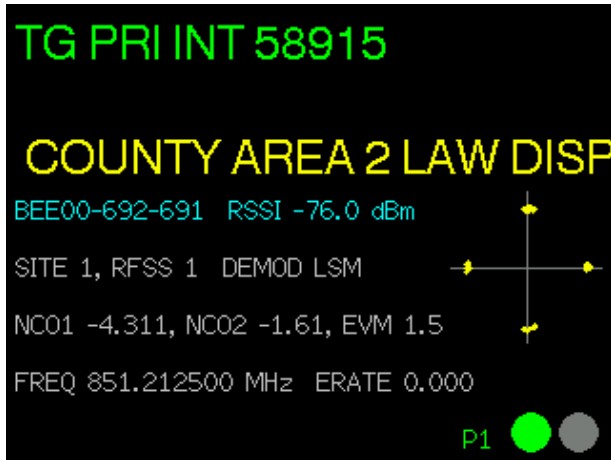 TG PRI INT 58915
COUNTY AREA 2 LAW DISP
BEE00-692-691 RSSI -76.0 dBm
SITE 1, RFSS 1 DEMOD LSM
NCO1 -4.311, NCO2 -1.61, EVM 1.5
FREQ 851.212500 MHz ERATE 0.000
P1